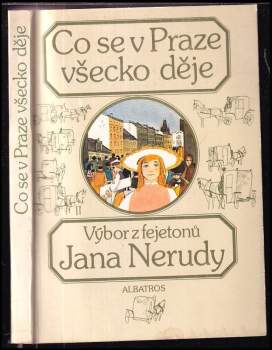 Co se v Praze všecko děje
Co se v Praze
všecko děje
Výbor z fejetonů
Jana Nerudy
ALBATROS